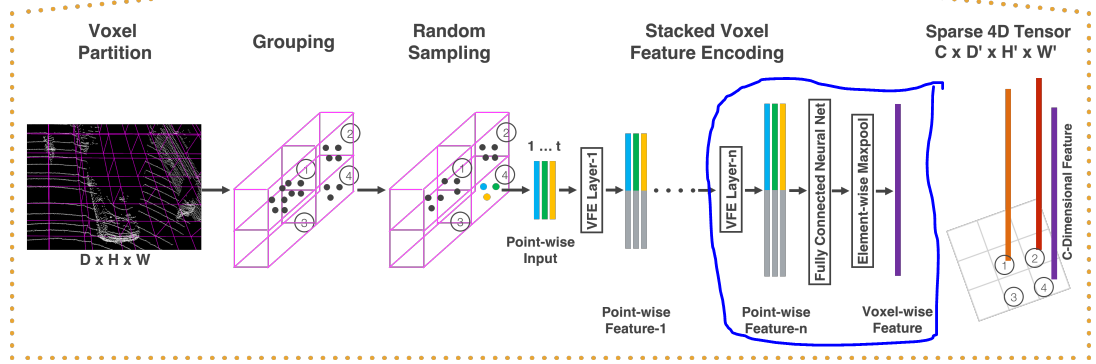 Voxel
Partition
Grouping
Random
Sampling
Stacked Voxel
Feature Encoding
Sparse 4D Tensor
C x D' x H' x W'
D x H x W
1
2
3
4
1
2
3
4
1 ... t
Point-wise
Input
VFE Layer-1
Point-wise
Feature-1
VFE Layer-n
Point-wise
Feature-n
Fully Connected Neural Net
Element-wise Maxpool
Voxel-wise
Feature
C-Dimensional Feature
1
2
3
4